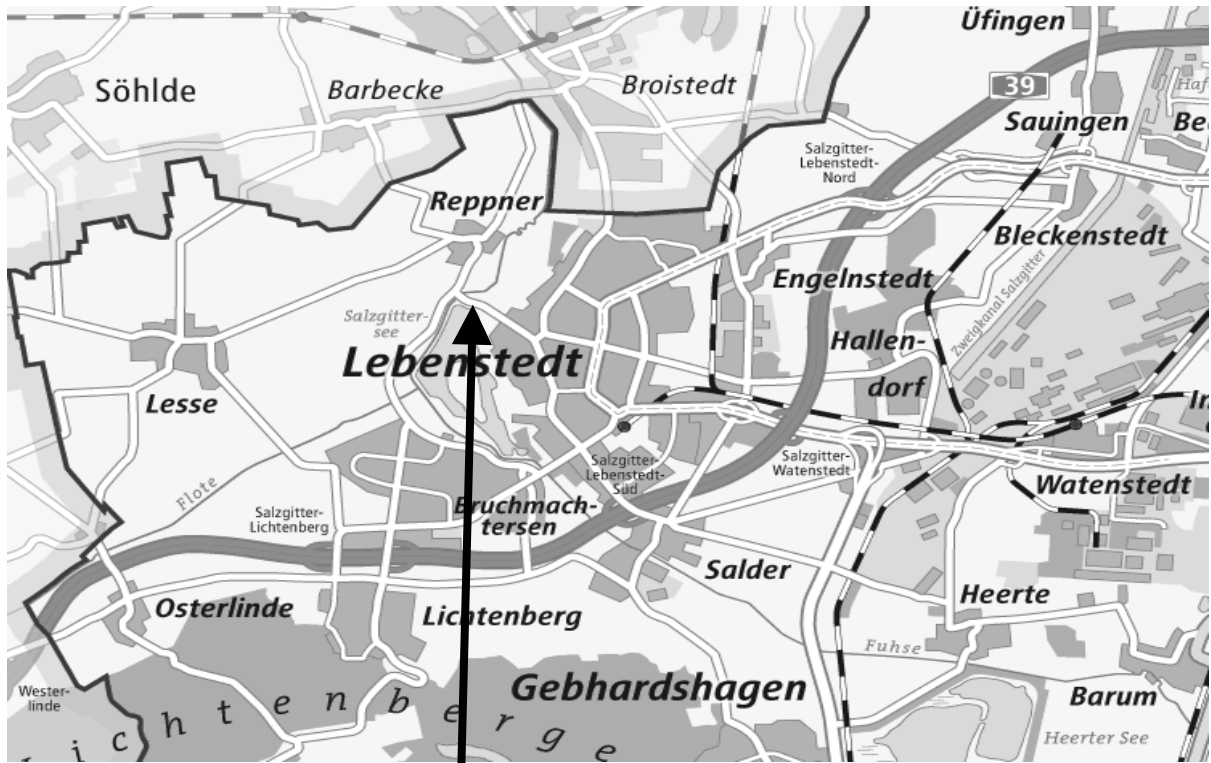 Üfingen
Söhlde
Barbecke
Broistedt
39
Sauingen
Salzgitter-
Lebenstedt-
Nord
Reppner
Bleckenstedt
Engelnstedt
Zweigkanal Salzgitter
Salzgitter-
see
Hallen-
dorf
Lebenstedt
Lesse
Salzgitter-
Lebenstedt-
Süd
Salzgitter-
Watenstedt
Flote
Watenstedt
Bruchmach-
tersen
Salzgitter-
Lichtenberg
Salder
Osterlinde
Lichtenberg
Heerte
Fuhse
Gebhardshagen
Wester-
linde
Barum
Heerter See
ichtenberge